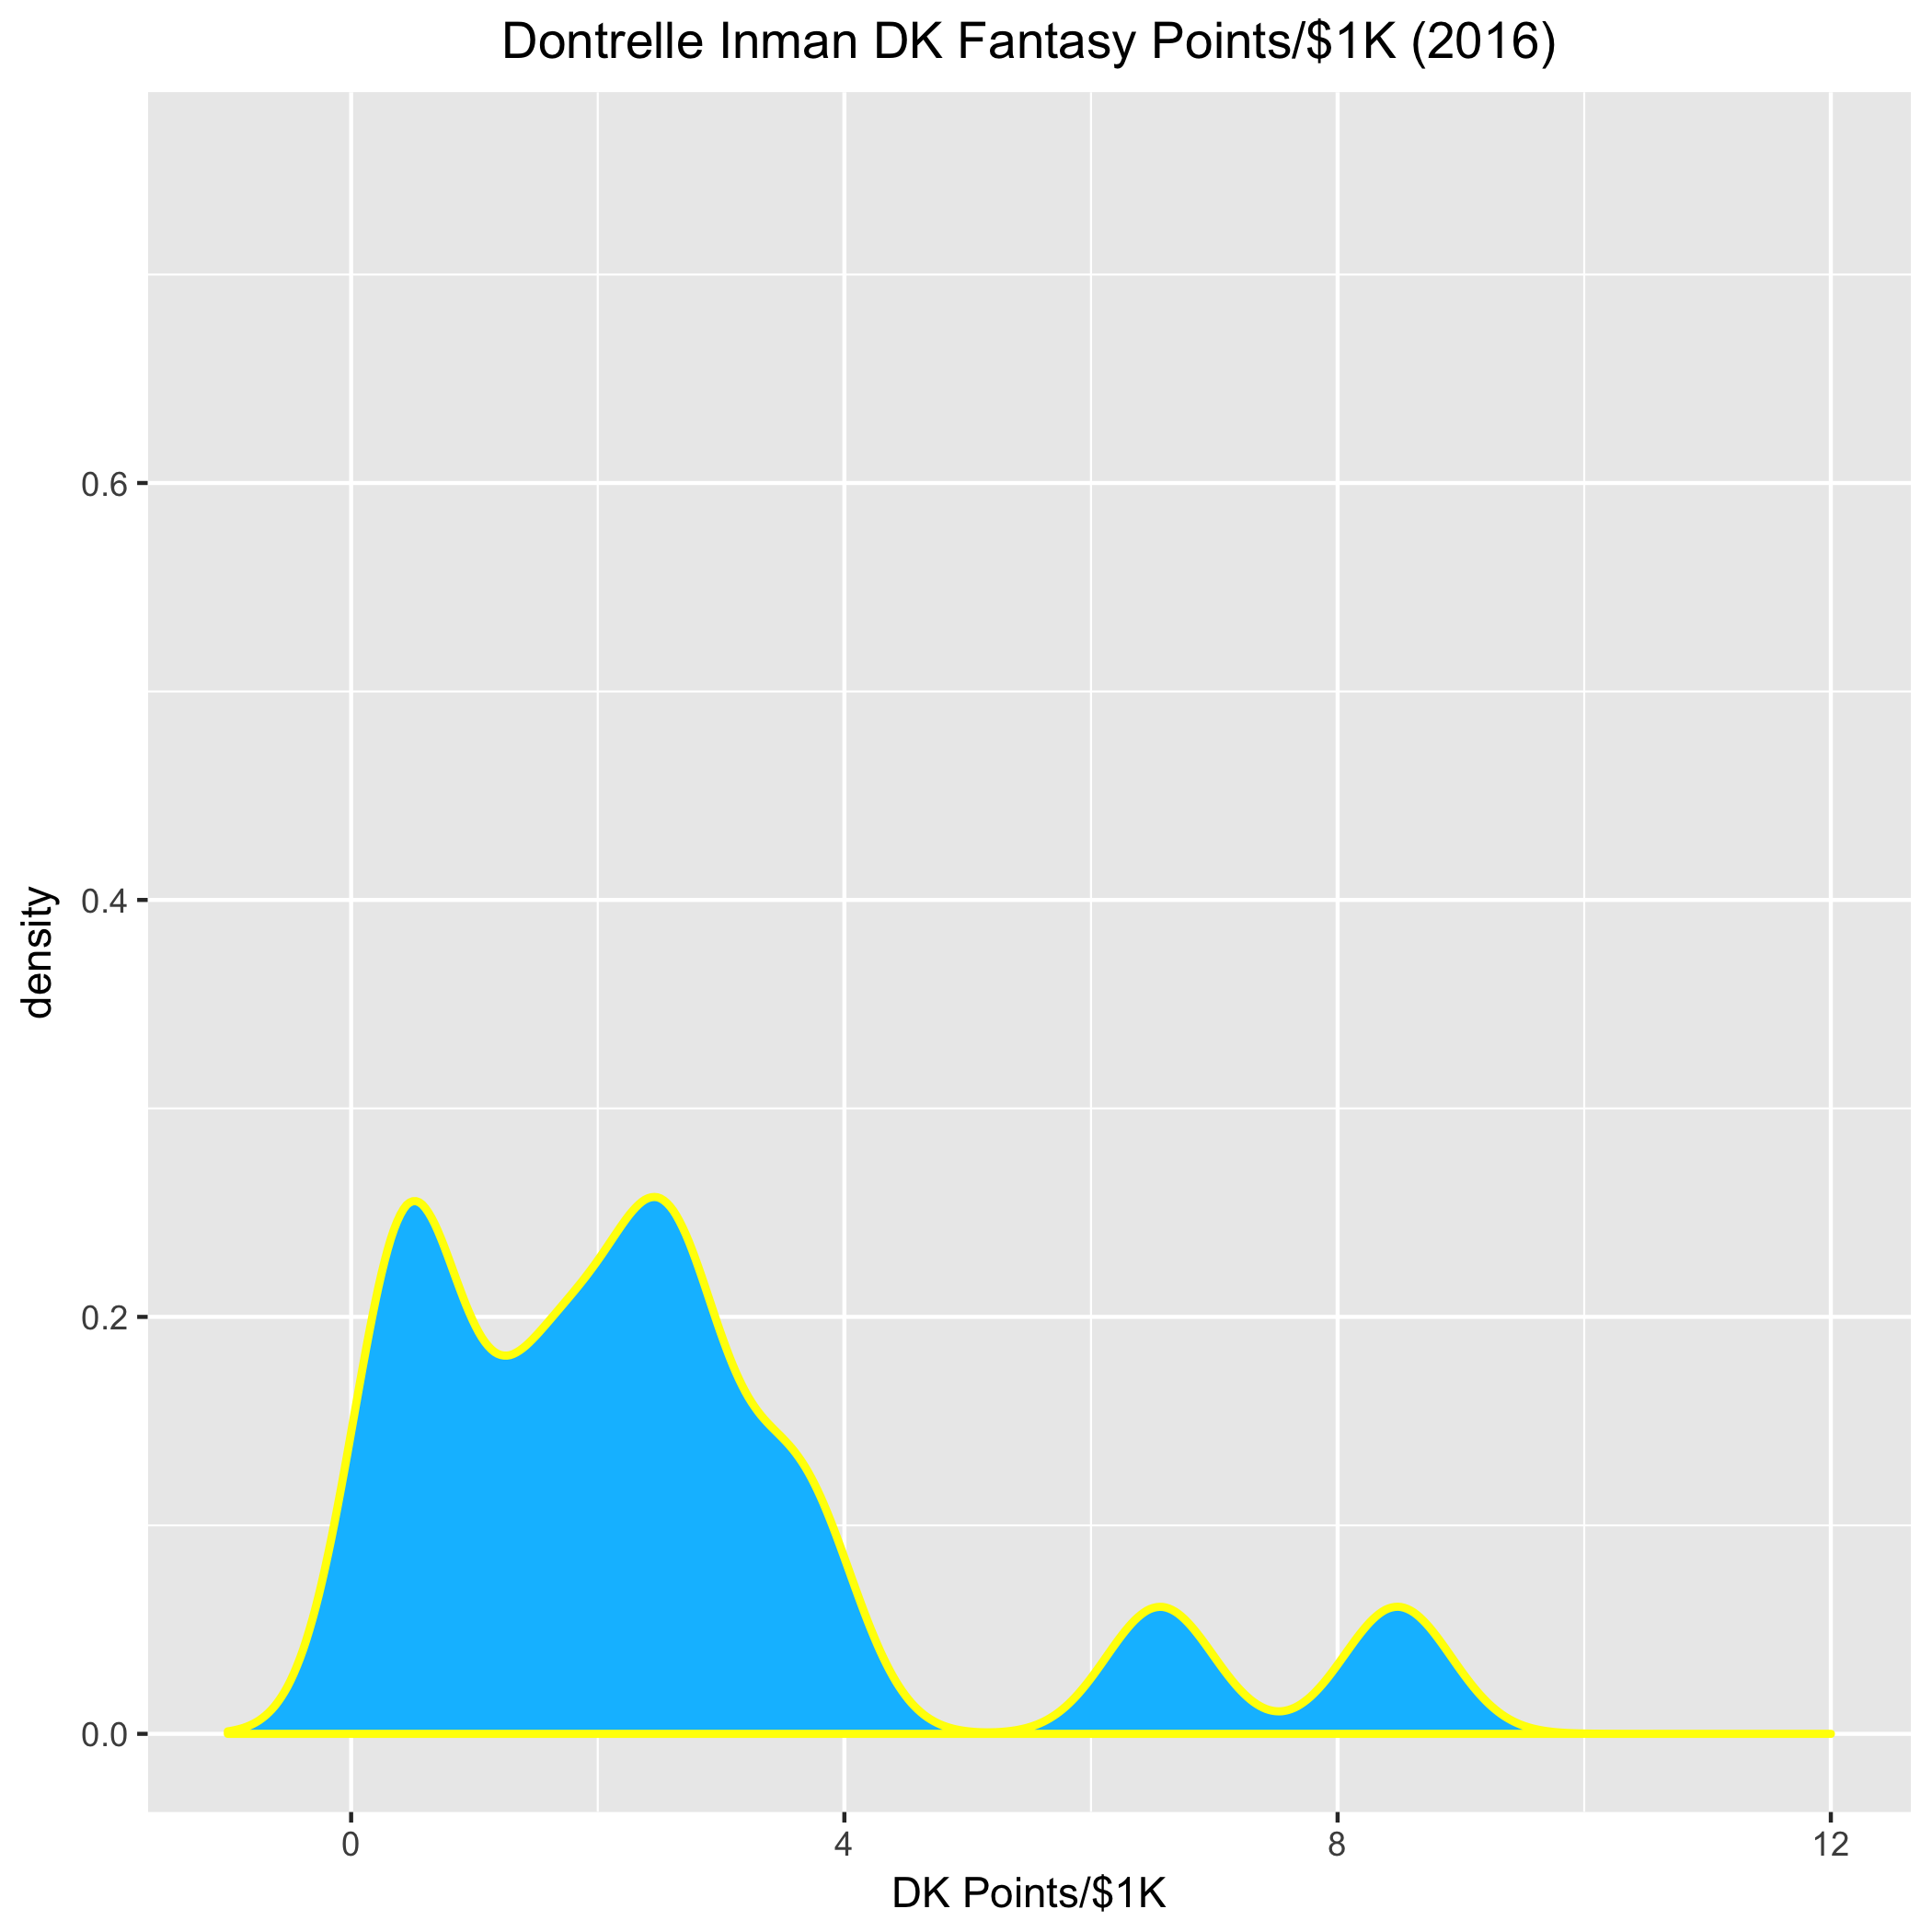 Dontrelle Inman DK Fantasy Points/$1K (2016)
density
0.6
0.4
0.2
0.0
0 4 8 12
DK Points/$1K